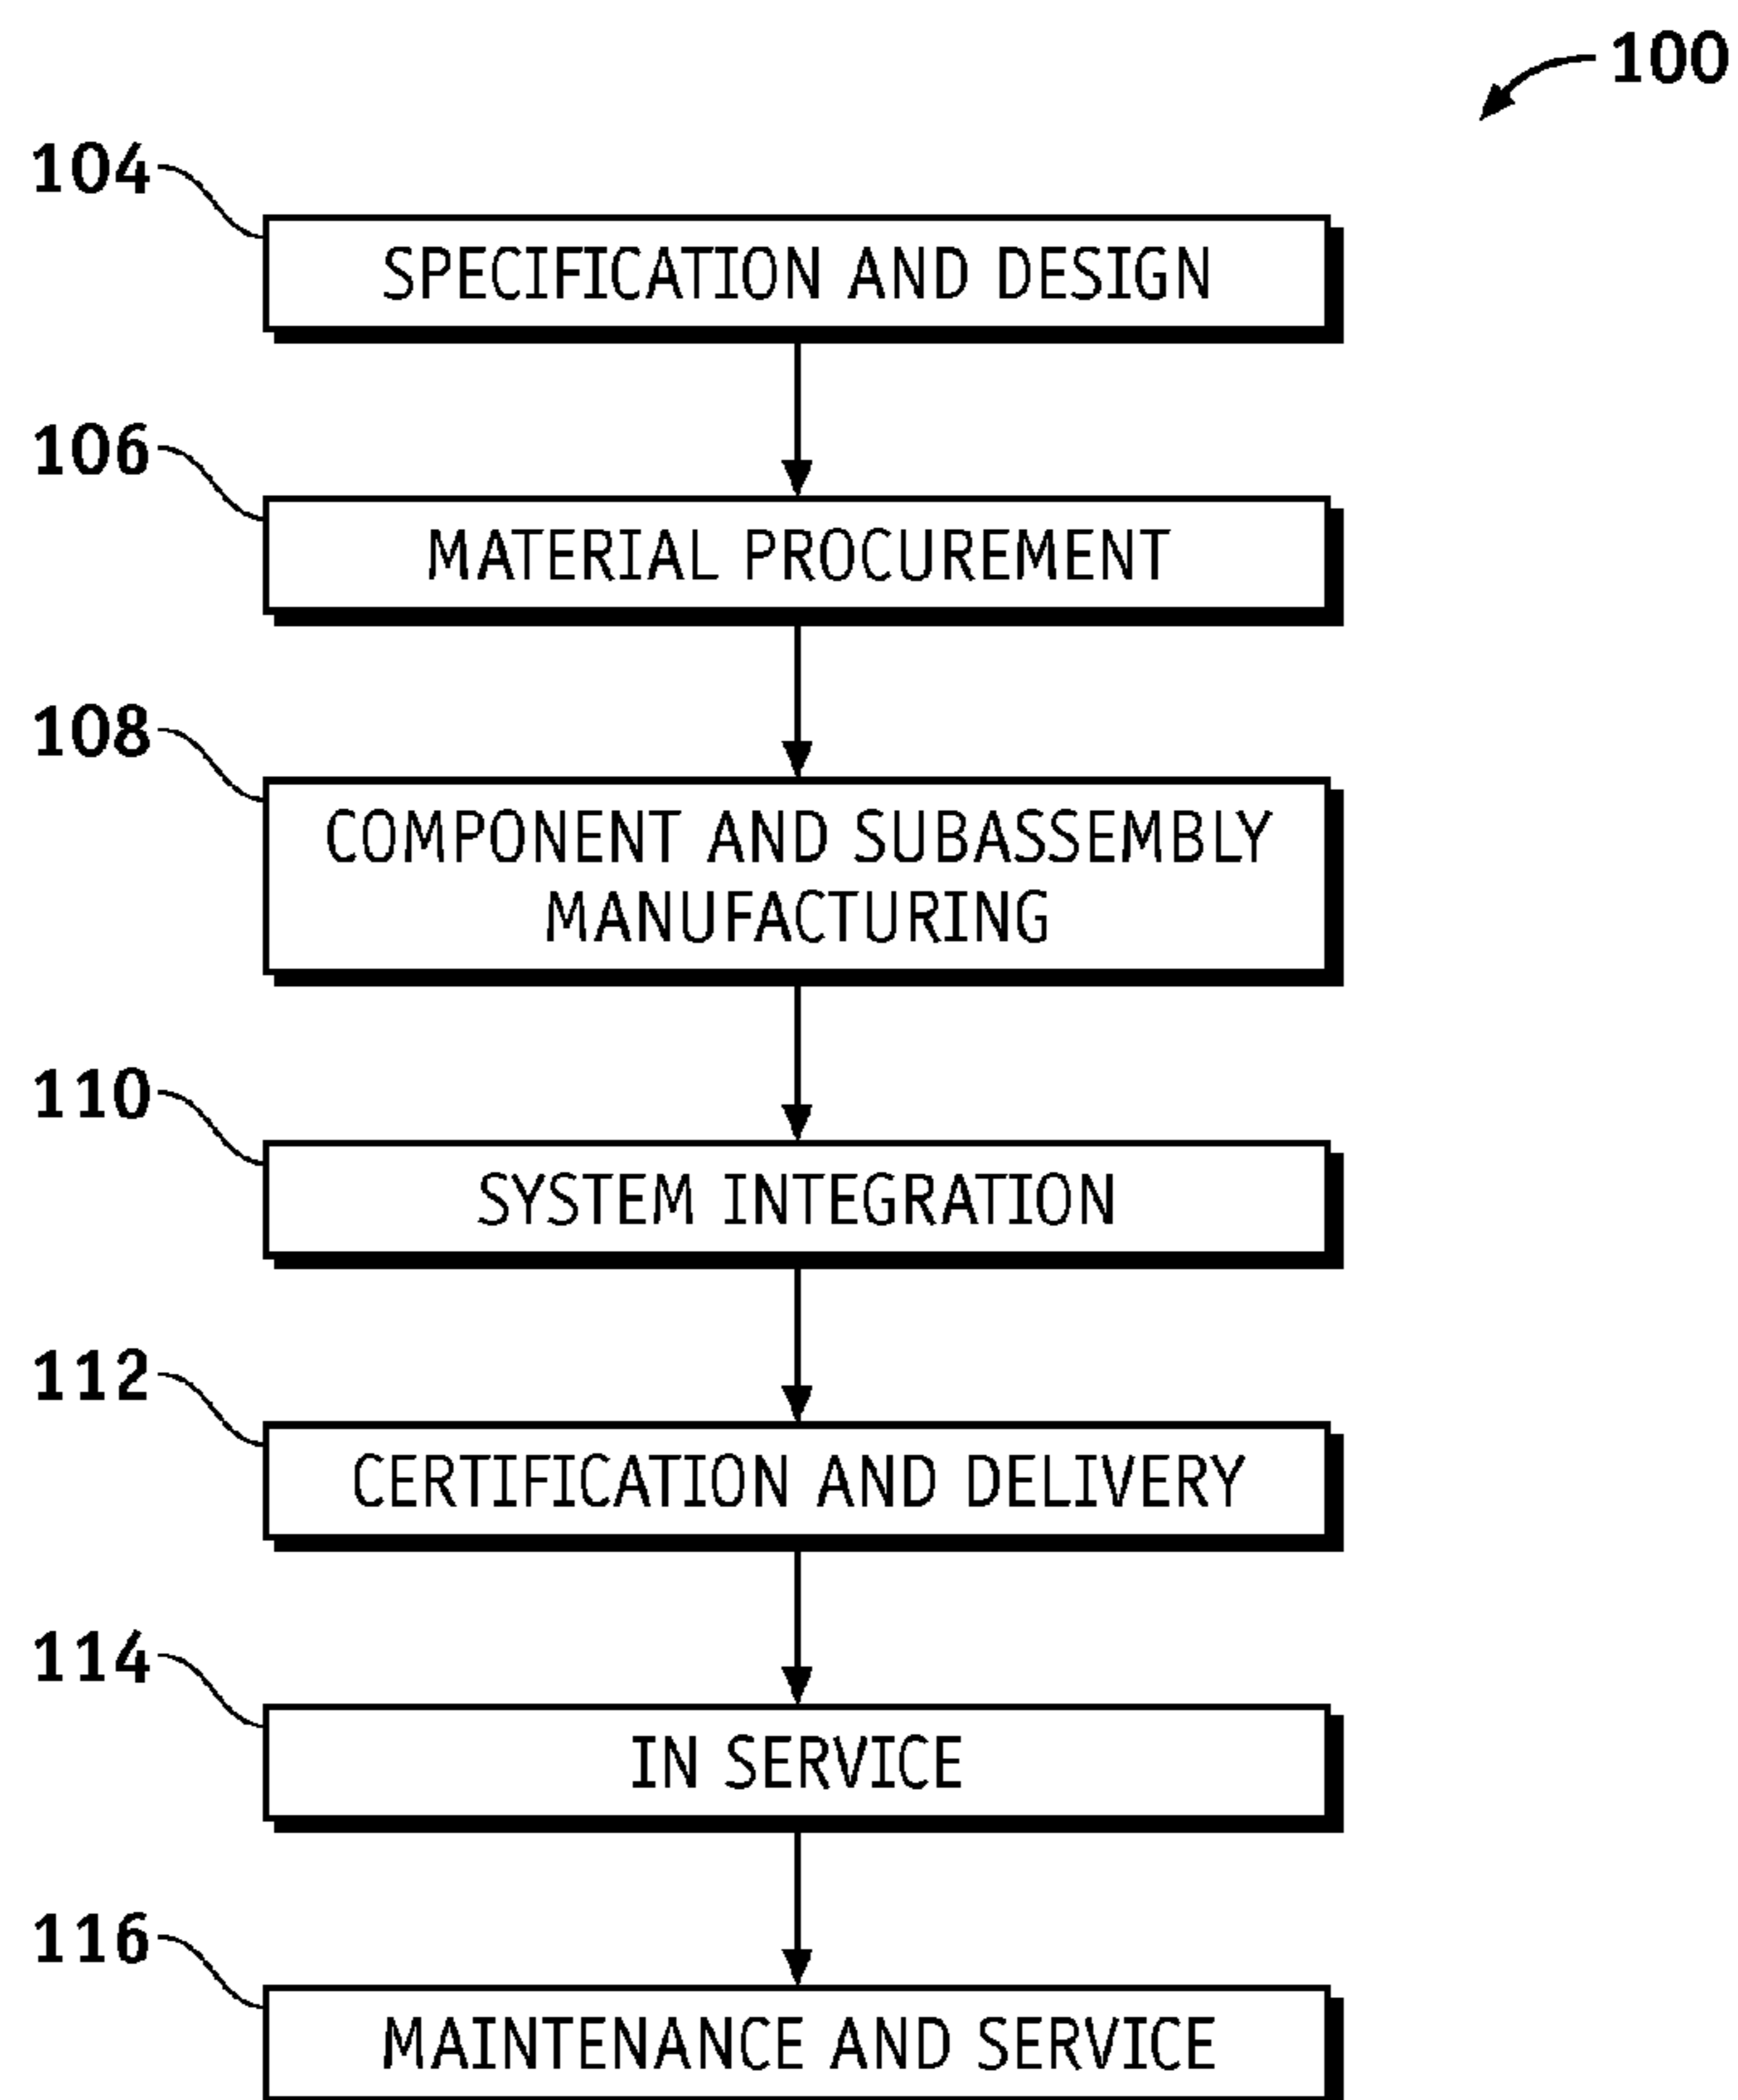 100
104
SPECIFICATION AND DESIGN
106
MATERIAL PROCUREMENT
108
COMPONENT AND SUBASSEMBLY
MANUFACTURING
110
SYSTEM INTEGRATION
112
CERTIFICATION AND DELIVERY
114
IN SERVICE
116
MAINTENANCE AND SERVICE